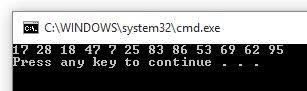 C:\WINDOWS\system32\cmd.exe
17 28 18 47 7 25 83 86 53 69 62 95
Press any key to continue . . .